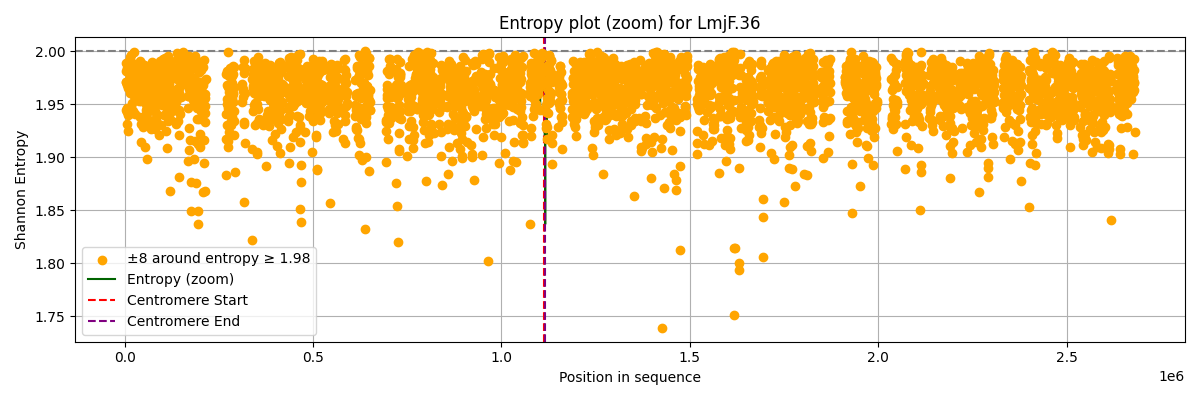 Entropy plot (zoom) for LmjF.36
Shannon Entropy
2.00
1.95
1.90
1.85
1.80
1.75
±8 around entropy ≥ 1.98
Entropy (zoom)
Centromere Start
Centromere End
0.0 0.5 1.0 1.5 2.0 2.5
1e6
Position in sequence